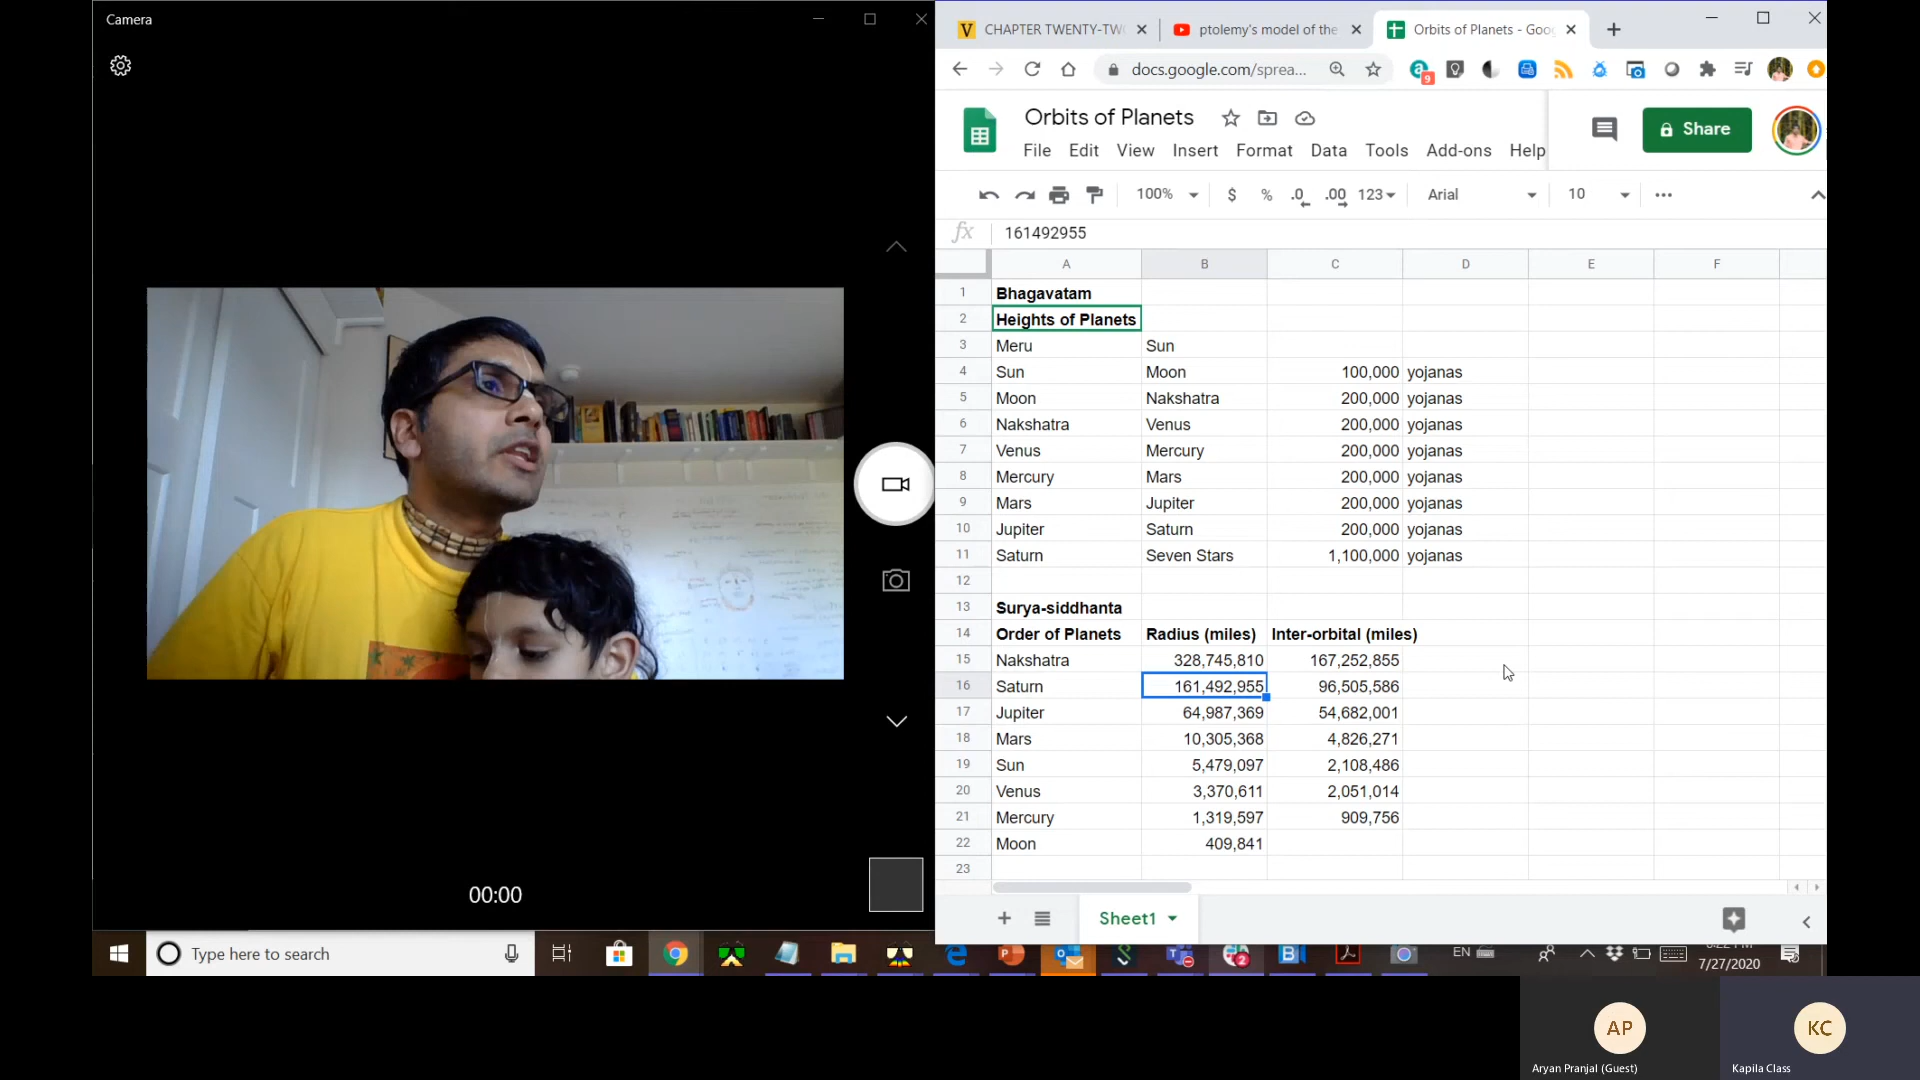 Camera
CHAPTER TWENTY-TW
ptolemy's model of the
Orbits of Planets - Goo
docs.google.com/sprea...
9
Orbits of Planets
Share
File Edit View Insert Format Data Tools Add-ons Help
100% $ % .0 .00 123 Arial 10
fx 161492955
A B C D E F
1 Bhagavatam
2 Heights of Planets
3 Meru Sun
4 Sun Moon 100,000 yojanas
5 Moon Nakshatra 200,000 yojanas
6 Nakshatra Venus 200,000 yojanas
7 Venus Mercury 200,000 yojanas
8 Mercury Mars 200,000 yojanas
9 Mars Jupiter 200,000 yojanas
10 Jupiter Saturn 200,000 yojanas
11 Saturn Seven Stars 1,100,000 yojanas
12
13 Surya-siddhanta
14 Order of Planets Radius (miles) Inter-orbital (miles)
15 Nakshatra 328,745,810 167,252,855
16 Saturn 161,492,955 96,505,586
17 Jupiter 64,987,369 54,682,001
18 Mars 10,305,368 4,826,271
19 Sun 5,479,097 2,108,486
20 Venus 3,370,611 2,051,014
21 Mercury 1,319,597 909,756
22 Moon 409,841
23
00:00
Sheet1
Type here to search
EN
7/27/2020
AP
KC
Aryan Pranjal (Guest)
Kapila Class